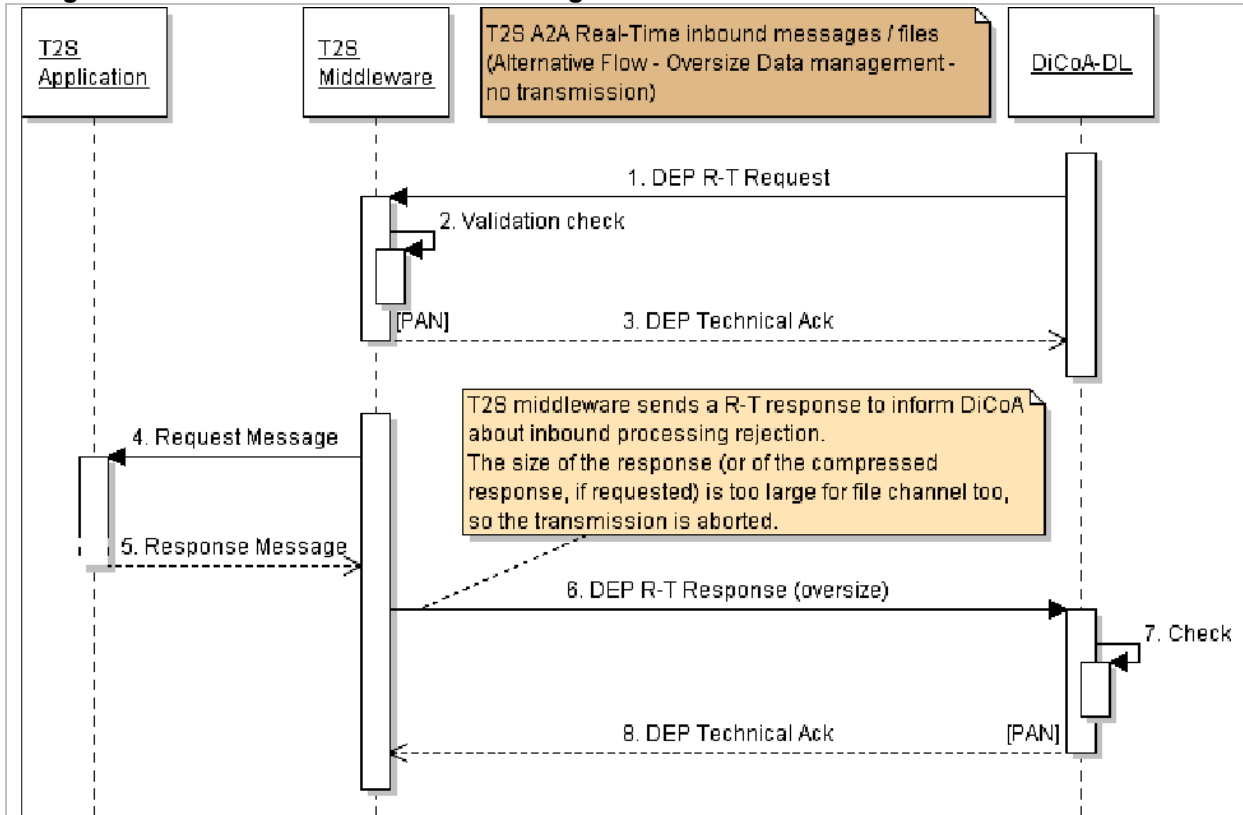 T2S
Application
T2S
Middleware
T2S A2A Real-Time inbound messages / files
(Alternative Flow - Oversize Data management -
no transmission)
DiCoA-DL
1. DEP R-T Request
2. Validation check
[PAN]
3. DEP Technical Ack
T2S middleware sends a R-T response to inform DiCoA
about inbound processing rejection.
The size of the response (or of the compressed
response, if requested) is too large for file channel too,
so the transmission is aborted.
4. Request Message
5. Response Message
6. DEP R-T Response (oversize)
7. Check
8. DEP Technical Ack
[PAN]